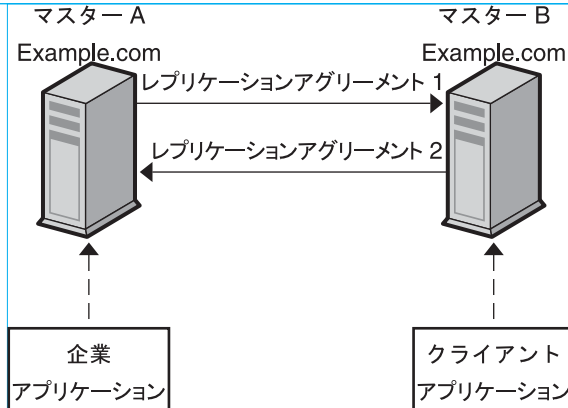 マスター A
マスター B
Example.com
Example.com
レプリケーションアグリーメント 1
レプリケーションアグリーメント 2
企業
アプリケーション
クライアント
アプリケーション